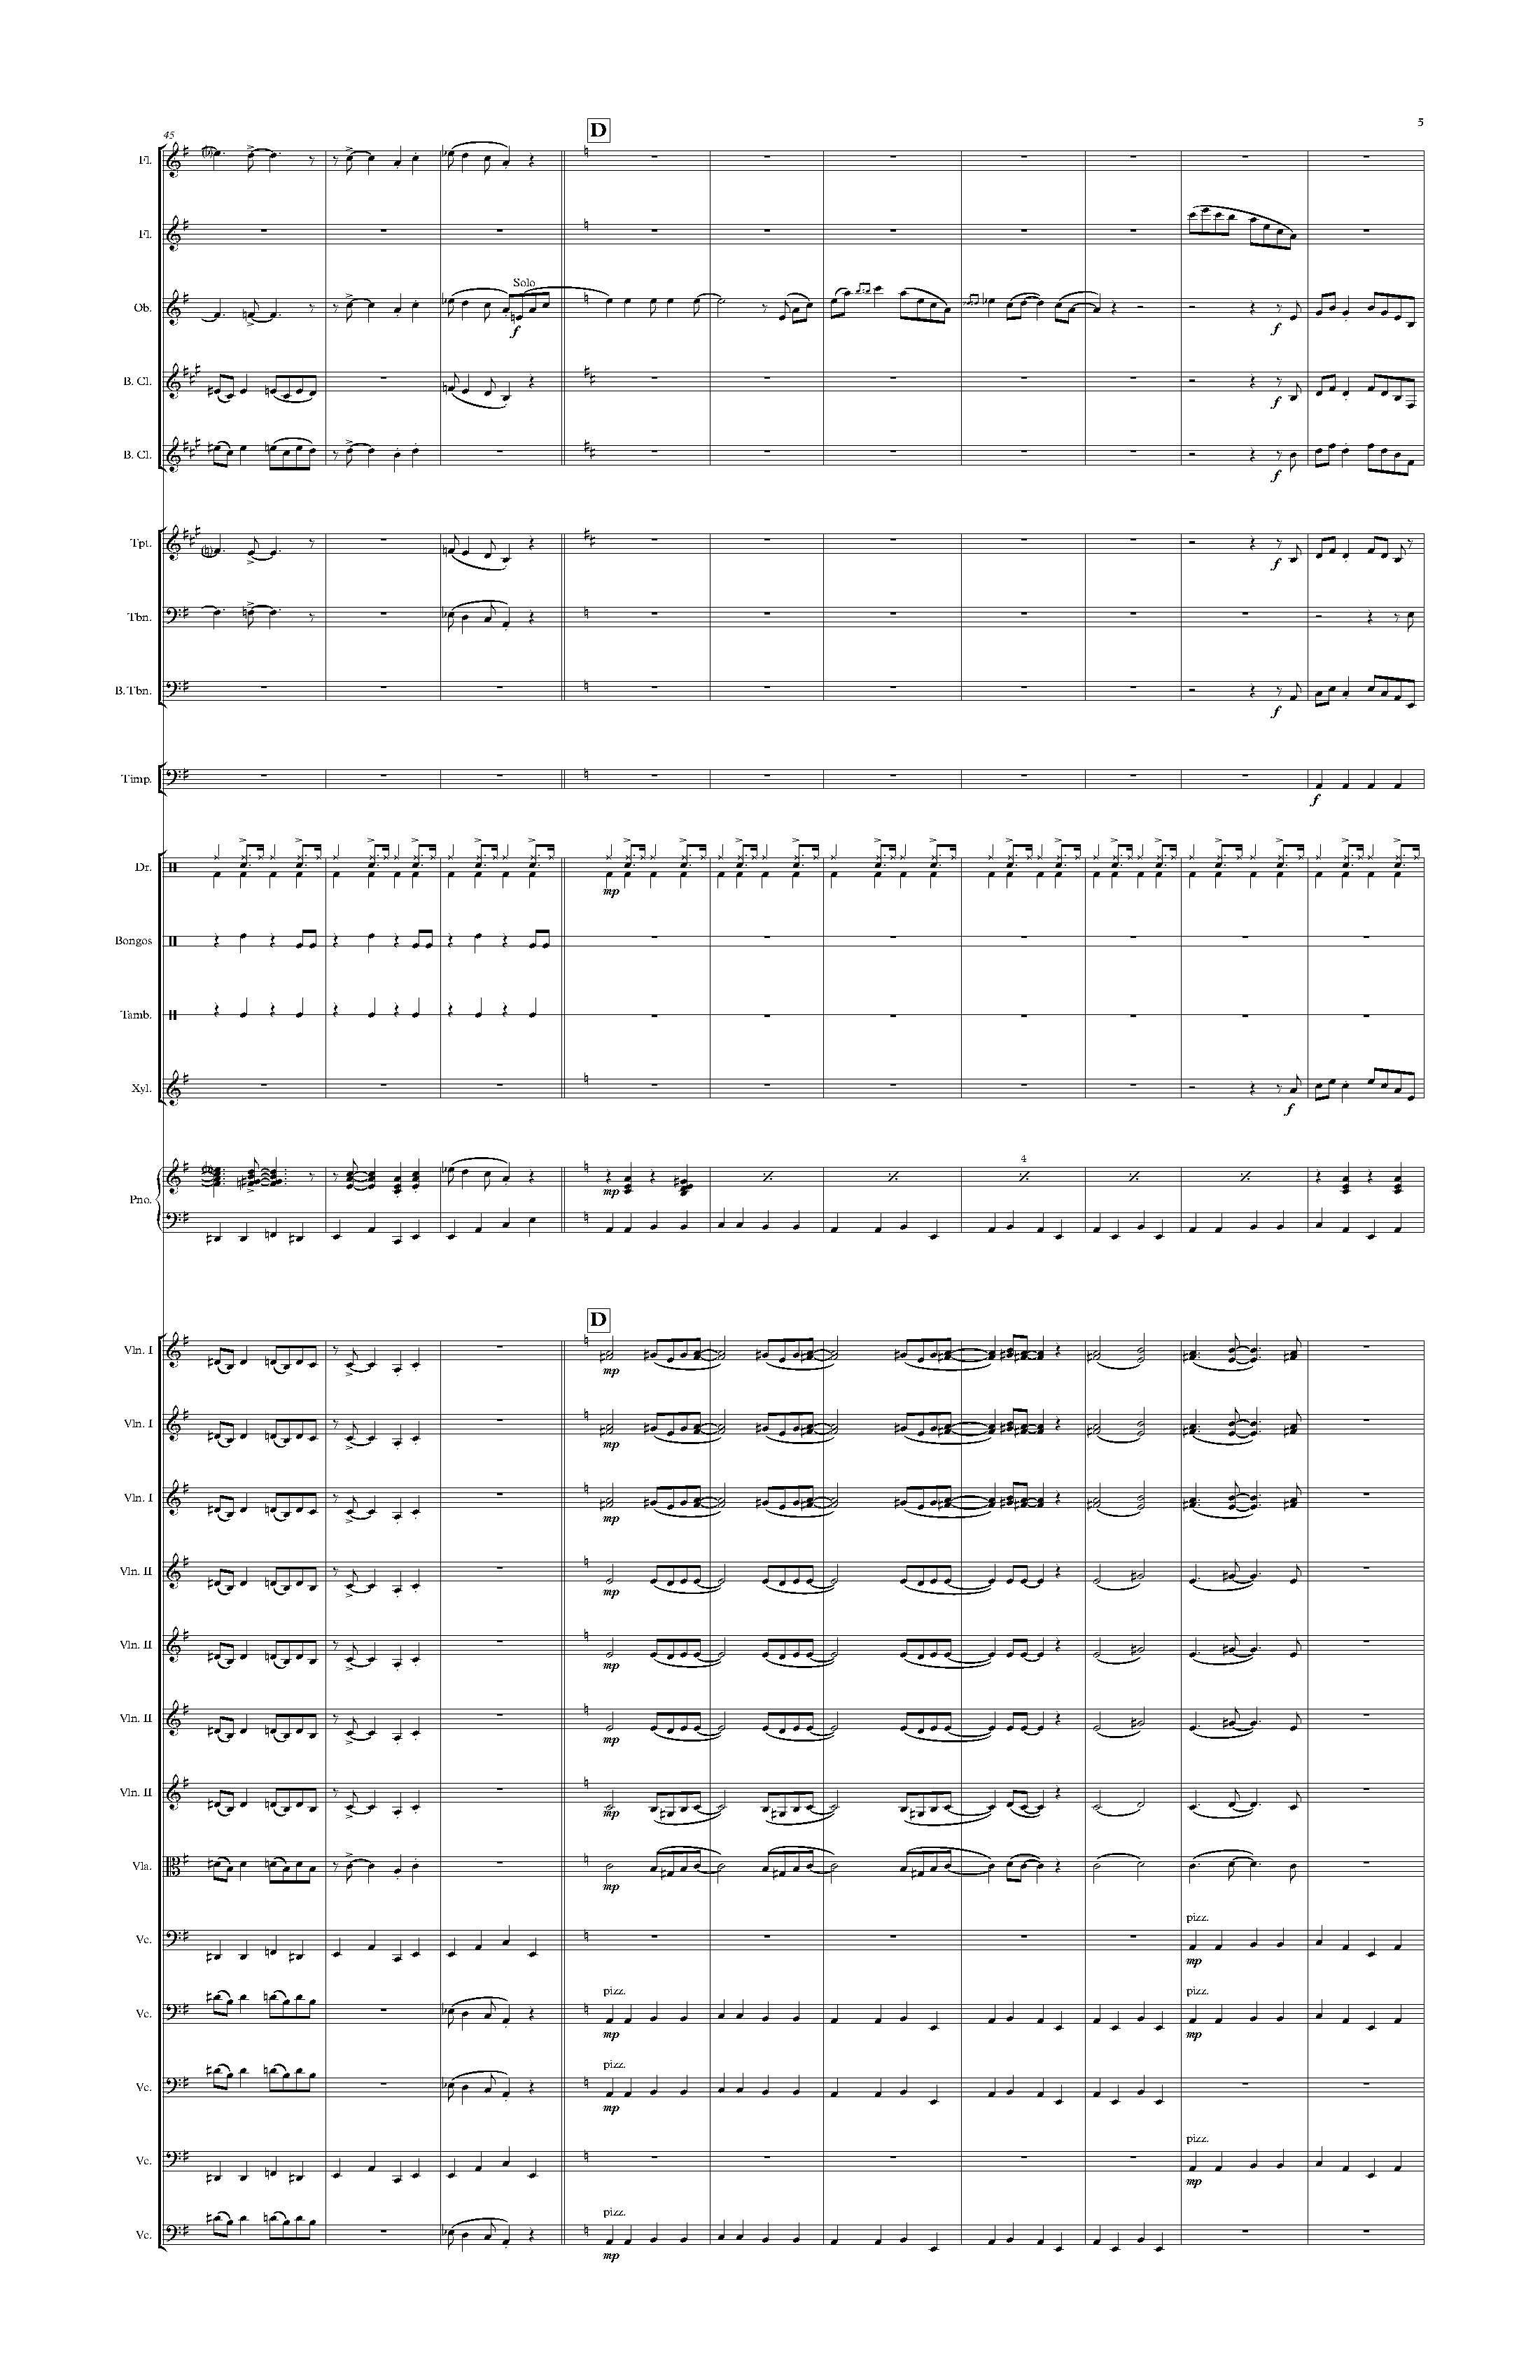 5
D
45
Fl.
Fl.
Solo
Ob.
f f
B. Cl.
f
B. Cl.
f
Tpt.
f
Tbn.
B. Tbn.
f
Timp.
f
Dr.
mp
Bongos
Tamb.
Xyl.
f
4
mp
Pno.
D
Vln. I
mp
Vln. I
mp
Vln. I
mp
Vln. II
mp
Vln. II
mp
Vln. II
mp
Vln. II
mp
Vla.
mp
pizz.
Vc.
mp
pizz. pizz.
Vc.
mp mp
pizz.
Vc.
mp
pizz.
Vc.
mp
pizz.
Vc.
mp